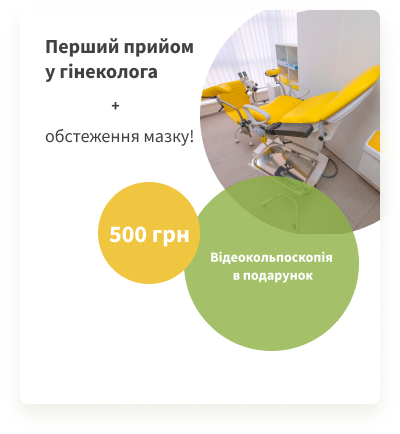 Перший прийом
у гінеколога
+
обстеження мазку!
500 грн
Відеокольпоскопія
в подарунок